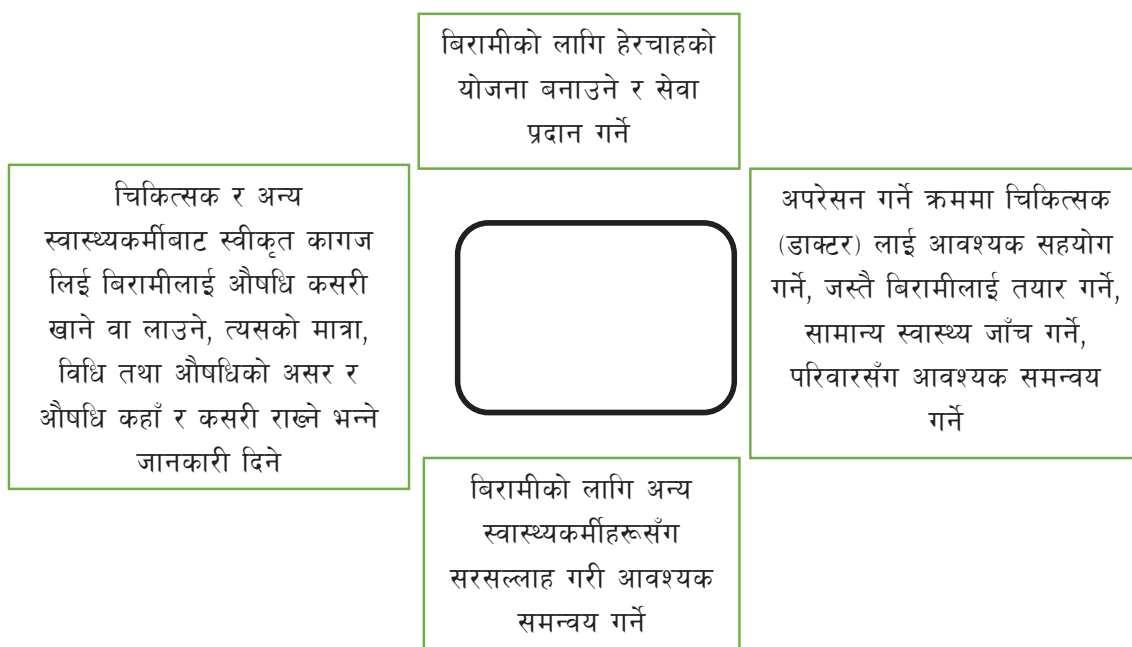 बिरामीको लागि हेरचाहको
योजना बनाउने र सेवा
प्रदान गर्ने
चिकित्सक र अन्य
स्वास्थ्यकर्मीबाट स्वीकृत कागज
लिई बिरामीलाई औषधि कसरी
खाने वा लाउने, त्यसको मात्रा,
विधि तथा औषधिको असर र
औषधि कहाँ र कसरी राख्ने भन्ने
जानकारी दिने
अपरेसन गर्ने क्रममा चिकित्सक
(डाक्टर) लाई आवश्यक सहयोग
गर्ने, जस्तै बिरामीलाई तयार गर्ने,
सामान्य स्वास्थ्य जाँच गर्ने,
परिवारसँग आवश्यक समन्वय
गर्ने
बिरामीको लागि अन्य
स्वास्थ्यकर्मीहरूसँग
सरसल्लाह गरी आवश्यक
समन्वय गर्ने